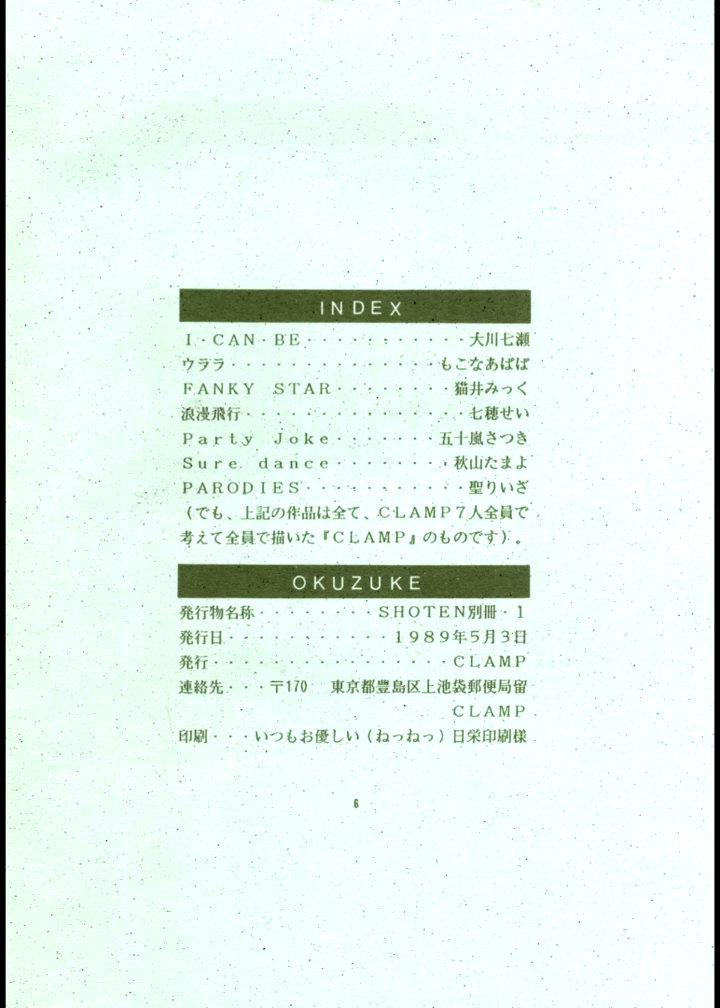 INDEX
I・CAN・BE・・・・・・・・・・・大川七瀬
ウララ・・・・・・・・・・・・・・もこなあぱぱ
FANKY STAR・・・・・・・・猫井みっく
浪漫飛行・・・・・・・・・・・・・・・七穂せい
Party Joke・・・・・・・五十嵐さつき
Sure dance・・・・・・・・秋山たまよ
PARODIES・・・・・・・・・・・聖りいざ
(でも、上記の作品は全て、CLAMP7人全員で
考えて全員で描いた『CLAMP』のものです)。
OKUZUKE
発行物名称・・・・・・・・SHOTEN別冊・1
発行日・・・・・・・・・・・1989年5月3日
発行・・・・・・・・・・・・・・・・CLAMP
連絡先・・・〒170 東京都豊島区上池袋郵便局留
CLAMP
印刷・・・いつもお優しい(ねっねっ)日栄印刷様
6